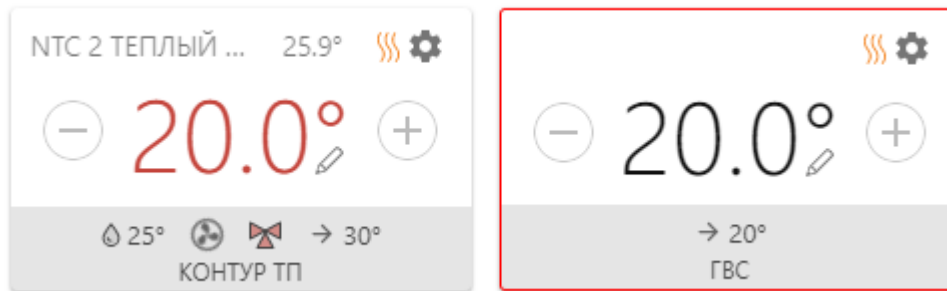 NTC 2 ТЕПЛЫЙ ... 25.9°
20.0°
25° → 30°
КОНТУР ТП
20.0°
→ 20°
ГВС